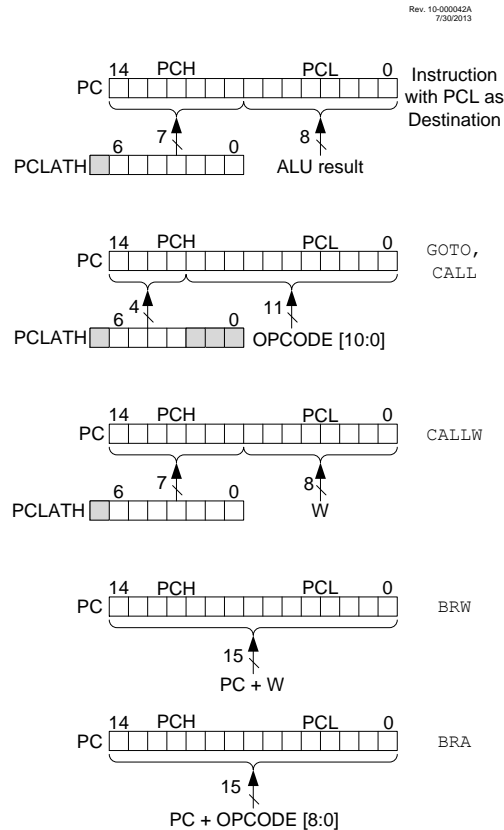 Rev. 10-000042A
7/30/2013
14 PCH PCL 0
PC
Instruction
with PCL as
Destination
7 8
6 0
PCLATH
ALU result
14 PCH PCL 0
PC
GOTO,
CALL
4 11
6 0
PCLATH
OPCODE [10:0]
14 PCH PCL 0
PC
CALLW
7 8
6 0
PCLATH
W
14 PCH PCL 0
PC
BRW
15
PC + W
14 PCH PCL 0
PC
BRA
15
PC + OPCODE [8:0]